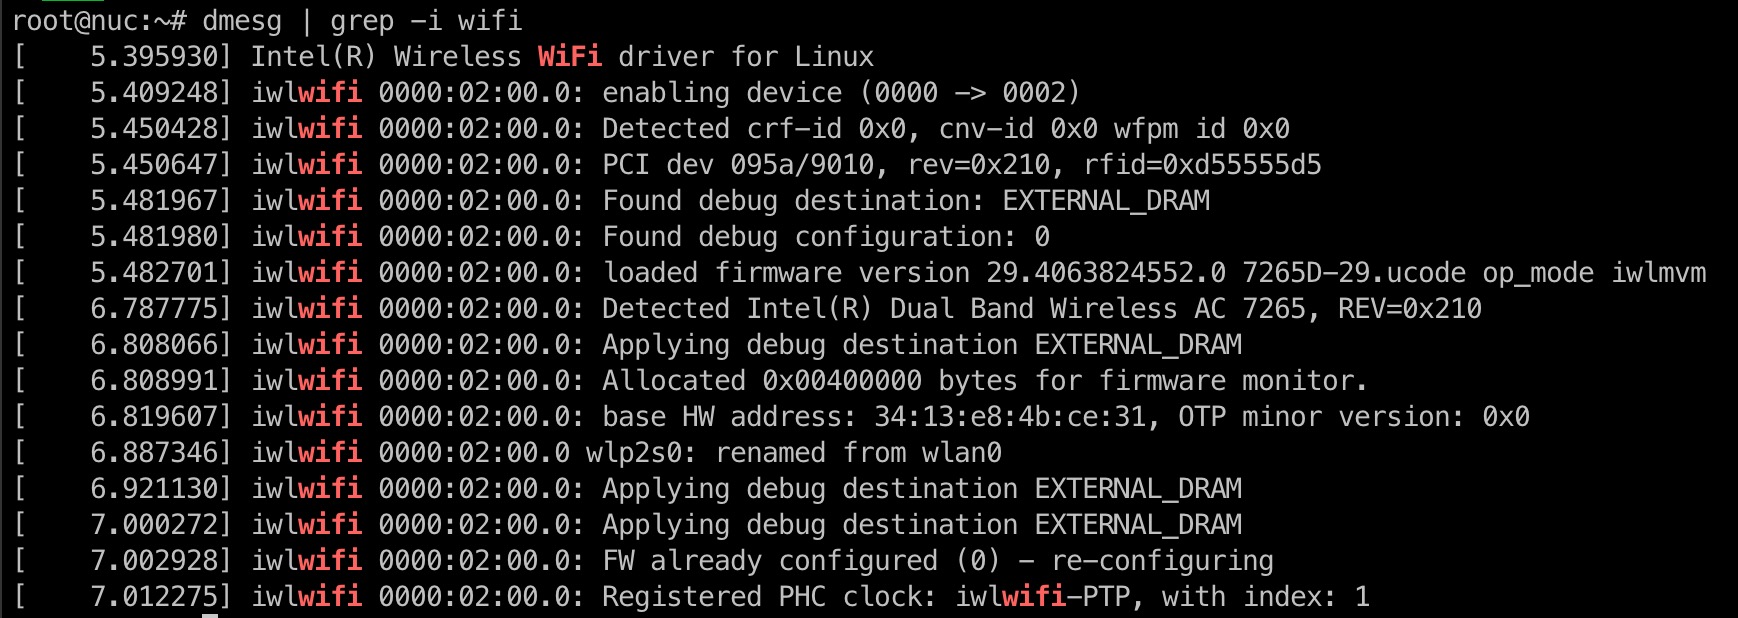 root@nuc:~# dmesg | grep -i wifi
[    5.395930] Intel(R) Wireless WiFi driver for Linux
[    5.409248] iwlwifi 0000:02:00.0: enabling device (0000 -> 0002)
[    5.450428] iwlwifi 0000:02:00.0: Detected crf-id 0x0, cnv-id 0x0 wfpm id 0x0
[    5.450647] iwlwifi 0000:02:00.0: PCI dev 095a/9010, rev=0x210, rfid=0xd55555d5
[    5.481967] iwlwifi 0000:02:00.0: Found debug destination: EXTERNAL_DRAM
[    5.481980] iwlwifi 0000:02:00.0: Found debug configuration: 0
[    5.482701] iwlwifi 0000:02:00.0: loaded firmware version 29.4063824552.0 7265D-29.ucode op_mode iwlmvm
[    6.787775] iwlwifi 0000:02:00.0: Detected Intel(R) Dual Band Wireless AC 7265, REV=0x210
[    6.808066] iwlwifi 0000:02:00.0: Applying debug destination EXTERNAL_DRAM
[    6.808991] iwlwifi 0000:02:00.0: Allocated 0x00400000 bytes for firmware monitor.
[    6.819607] iwlwifi 0000:02:00.0: base HW address: 34:13:e8:4b:ce:31, OTP minor version: 0x0
[    6.887346] iwlwifi 0000:02:00.0 wlp2s0: renamed from wlan0
[    6.921130] iwlwifi 0000:02:00.0: Applying debug destination EXTERNAL_DRAM
[    7.000272] iwlwifi 0000:02:00.0: Applying debug destination EXTERNAL_DRAM
[    7.002928] iwlwifi 0000:02:00.0: FW already configured (0) - re-configuring
[    7.012275] iwlwifi 0000:02:00.0: Registered PHC clock: iwlwifi-PTP, with index: 1